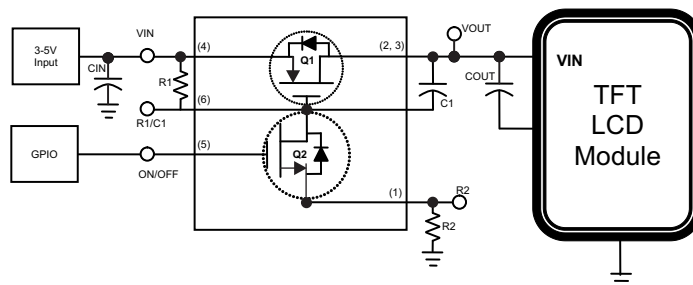 3-5V
Input
VIN
CIN
(4)
Q1
(2, 3)
VOUT
COUT
VIN
TFT
LCD
Module
R1
C1
R1/C1
(6)
GPIO
(5)
ON/OFF
Q2
(1)
R2
R2